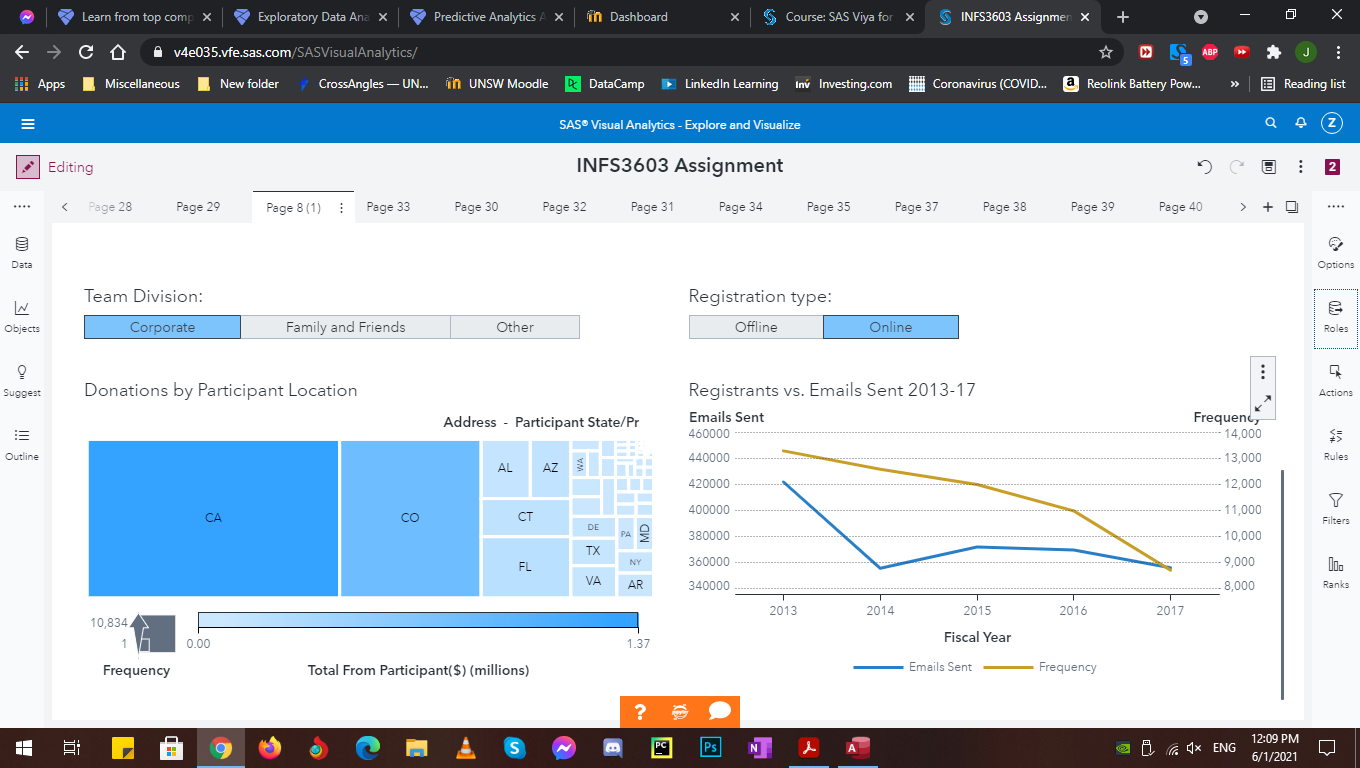 Learn from top comp
Exploratory Data Ana
Predictive Analytics A
Dashboard
Course: SAS Viya for
INFS3603 Assignmen
v4e035.vfe.sas.com/SASVisualAnalytics/
5
ABP
J
Apps
Miscellaneous
New folder
CrossAngles — UN...
UNSW Moodle
DC
DataCamp
LinkedIn Learning
Inv
Investing.com
Coronavirus (COVID...
a
Reolink Battery Pow...
»
Reading list
SAS® Visual Analytics - Explore and Visualize
Z
Editing
INFS3603 Assignment
2
Page 28
Page 29
Page 8 (1)
Page 33
Page 30
Page 32
Page 31
Page 34
Page 35
Page 37
Page 38
Page 39
Page 40
Data
Objects
Suggest
Outline
Options
Roles
Actions
Rules
Filters
Ranks
Team Division:
Corporate
Family and Friends
Other
Registration type:
Offline
Online
Donations by Participant Location
Address - Participant State/Pr
CA
CO
AL
AZ
WA
CT
FL
DE
TX
VA
PA
MD
NY
AR
10,834
1
Frequency
0.00
1.37
Total From Participant($) (millions)
Registrants vs. Emails Sent 2013-17
Emails Sent
Frequency
460000
440000
420000
400000
380000
360000
340000
14,000
13,000
12,000
11,000
10,000
9,000
8,000
2013
2014
2015
2016
2017
Fiscal Year
Emails Sent
Frequency
?
PC
Ps
N
A
ENG
12:09 PM
6/1/2021